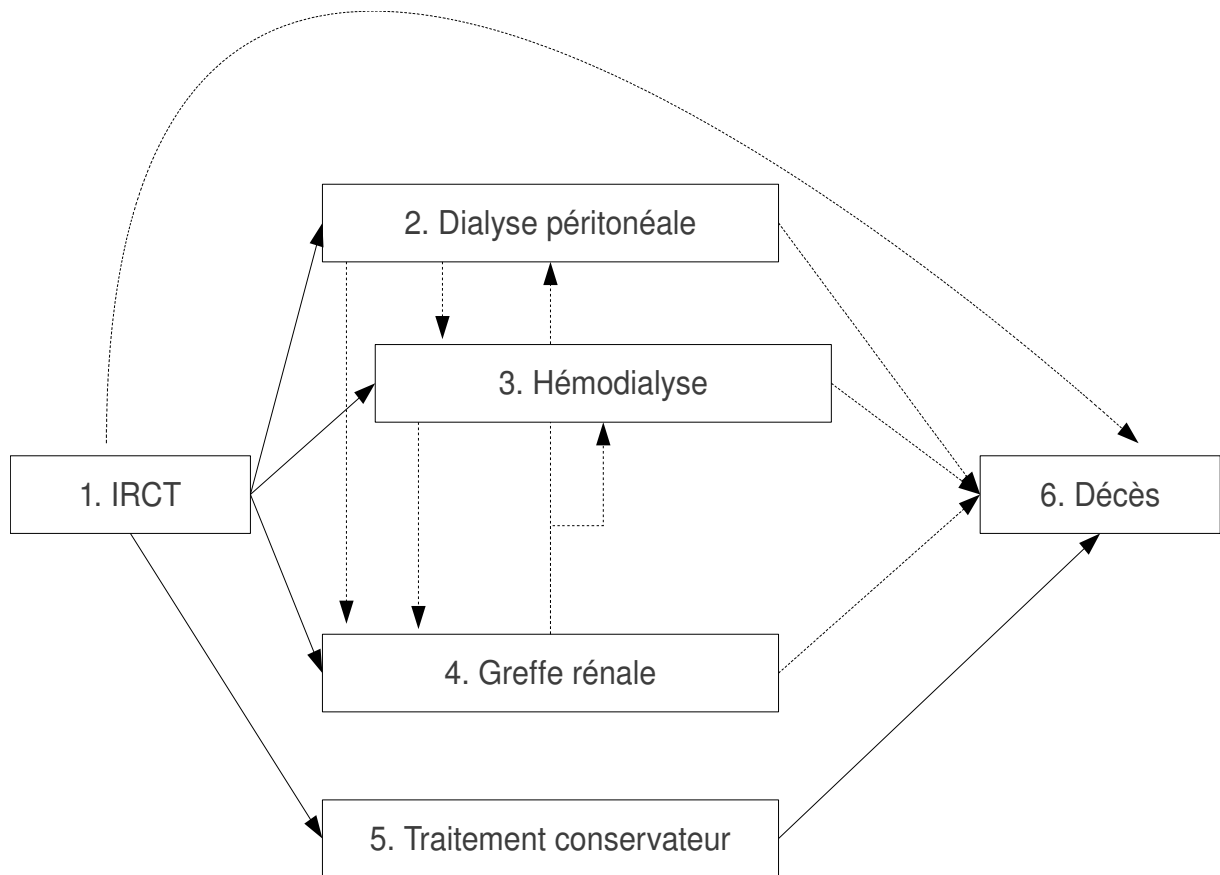 2. Dialyse péritonéale
3. Hémodialyse
1. IRCT
6. Décès
4. Greffe rénale
5. Traitement conservateur